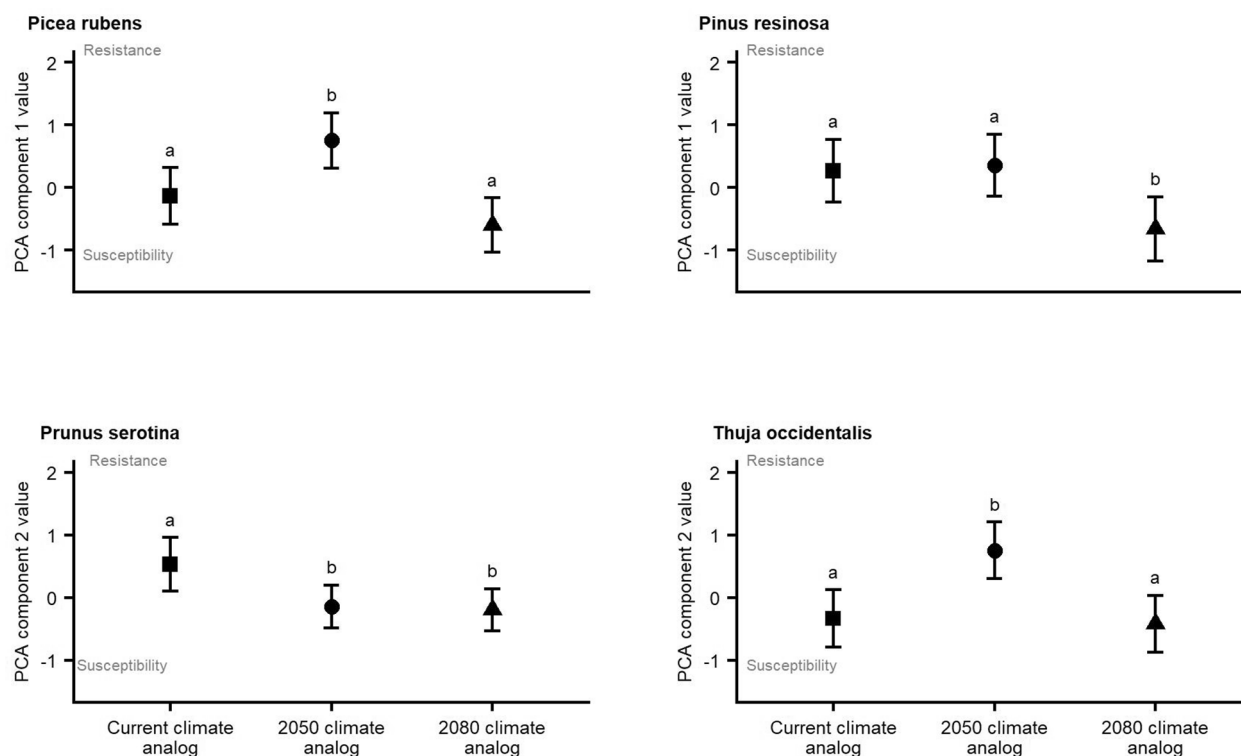 Picea rubens
Resistance
2
1
0
-1
PCA component 1 value
Susceptibility
a
b
a
Pinus resinosa
Resistance
2
1
0
-1
PCA component 1 value
Susceptibility
a
a
b
Prunus serotina
Resistance
2
1
0
-1
PCA component 2 value
Susceptibility
a
b
b
Current climate
analog
2050 climate
analog
2080 climate
analog
Thuja occidentalis
Resistance
2
1
0
-1
PCA component 2 value
Susceptibility
a
b
a
Current climate
analog
2050 climate
analog
2080 climate
analog